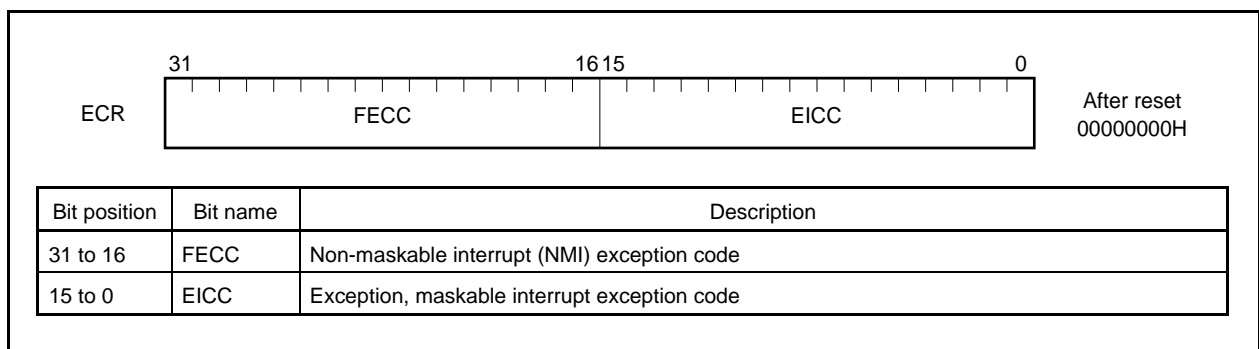 31 16 15 0
ECR FECC EICC After reset
00000000H
Bit position Bit name Description
31 to 16 FECC Non-maskable interrupt (NMI) exception code
15 to 0 EICC Exception, maskable interrupt exception code